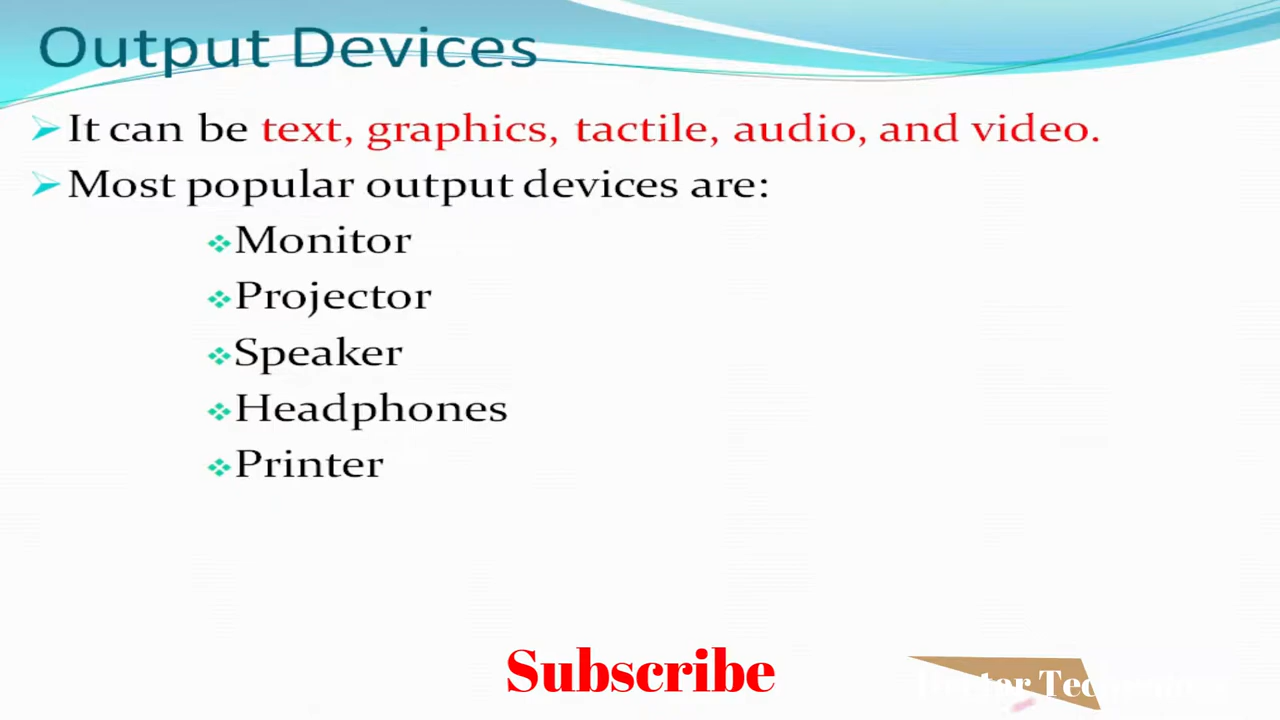 Output Devices
It can be text, graphics, tactile, audio, and video.
Most popular output devices are:
Monitor
Projector
Speaker
Headphones
Printer
Subscribe